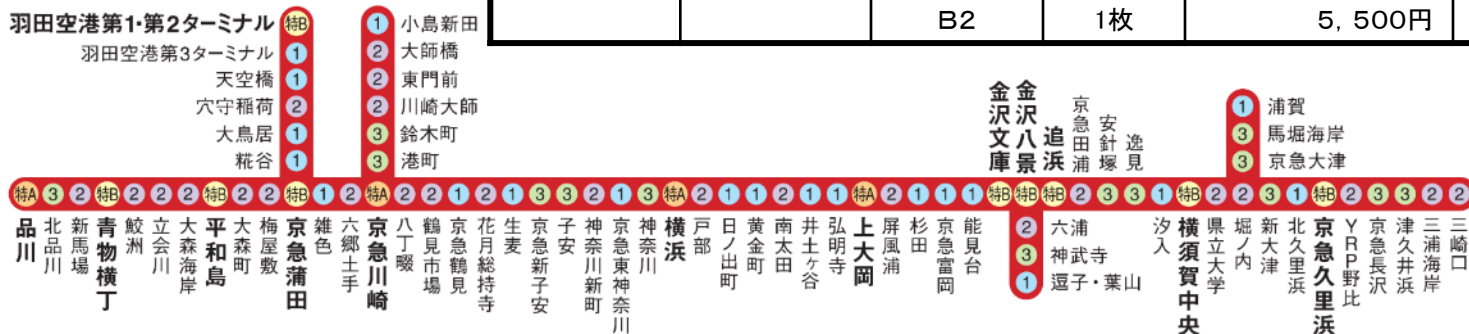 B2 1枚 5,500円
羽田空港第1・第2ターミナル 特B
羽田空港第3ターミナル 1
天空橋 1
穴守稲荷 2
大鳥居 1
糀谷 1
1 小島新田
2 大師橋
2 東門前
2 川崎大師
3 鈴木町
3 港町
金沢文庫
金沢八景
追浜
京急田浦
安針塚
逸見
1 浦賀
3 馬堀海岸
3 京急大津
特A 3 2 特B 2 2 2 特B 2 2 特B 1 2 特A 2 2 1 2 1 3 3 2 1 3 特A 2 1 1 2 1 1 特A 2 1 1 1 特B 特B 特B 2 3 3 1 特B 2 2 3 1 特B 2 3 3 2 2
品川
北品川
新馬場
青物横丁
鮫洲
立会川
大森海岸
平和島
大森町
梅屋敷
京急蒲田
雑色
六郷土手
京急川崎
八丁畷
鶴見市場
京急鶴見
花月総持寺
生麦
京急新子安
子安
神奈川新町
京急東神奈川
神奈川
横浜
戸部
日ノ出町
黄金町
南太田
井土ヶ谷
弘明寺
上大岡
屏風浦
杉田
京急富岡
能見台
2 六浦
3 神武寺
1 逗子・葉山
汐入
横須賀中央
県立大学
堀ノ内
新大津
北久里浜
京急久里浜
YRP野比
京急長沢
津久井浜
三浦海岸
三崎口